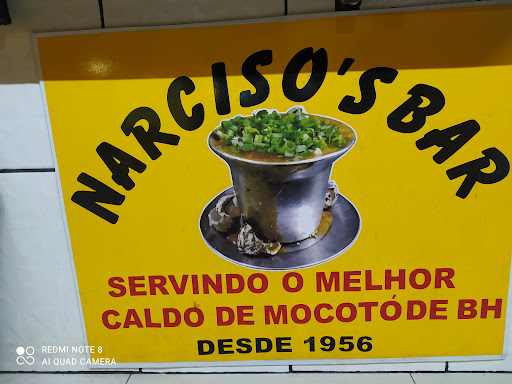 NARCISO'S BAR
SERVINDO O MELHOR
CALDO DE MOCOTÓ DE BH
DESDE 1956
REDMI NOTE 8
AI QUAD CAMERA